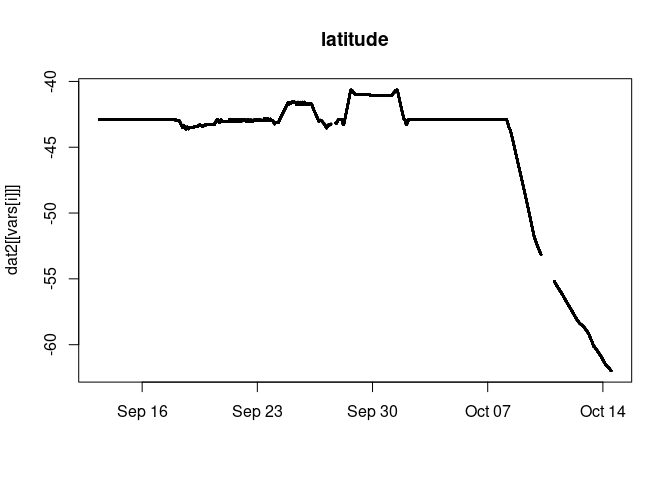 latitude
dat2[[vars[i]]]
-40
-45
-50
-55
-60
Sep 16
Sep 23
Sep 30
Oct 07
Oct 14